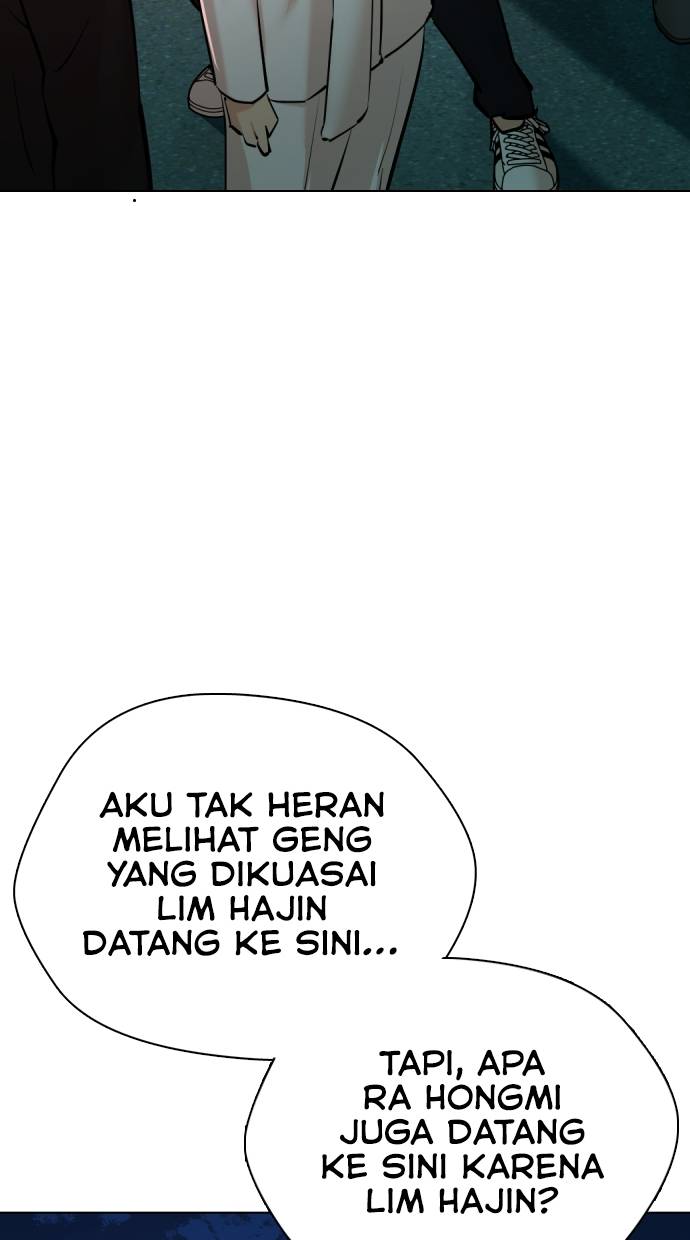 AKU TAK HERAN
MELIHAT GENG
YANG DIKUASAI
LIM HAJIN
DATANG KE SINI...
TAPI, APA
RA HONGMI
JUGA DATANG
KE SINI KARENA
LIM HAJIN?